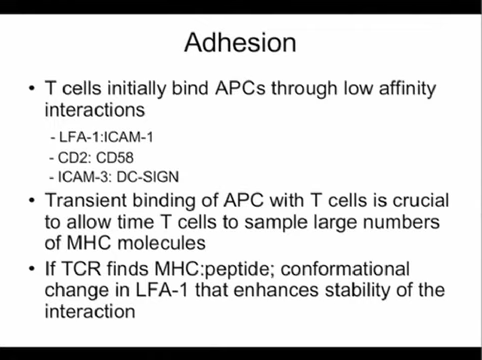 Adhesion
• T cells initially bind APCs through low affinity
interactions
- LFA-1:ICAM-1
- CD2: CD58
- ICAM-3: DC-SIGN
• Transient binding of APC with T cells is crucial
to allow time T cells to sample large numbers
of MHC molecules
• If TCR finds MHC:peptide; conformational
change in LFA-1 that enhances stability of the
interaction